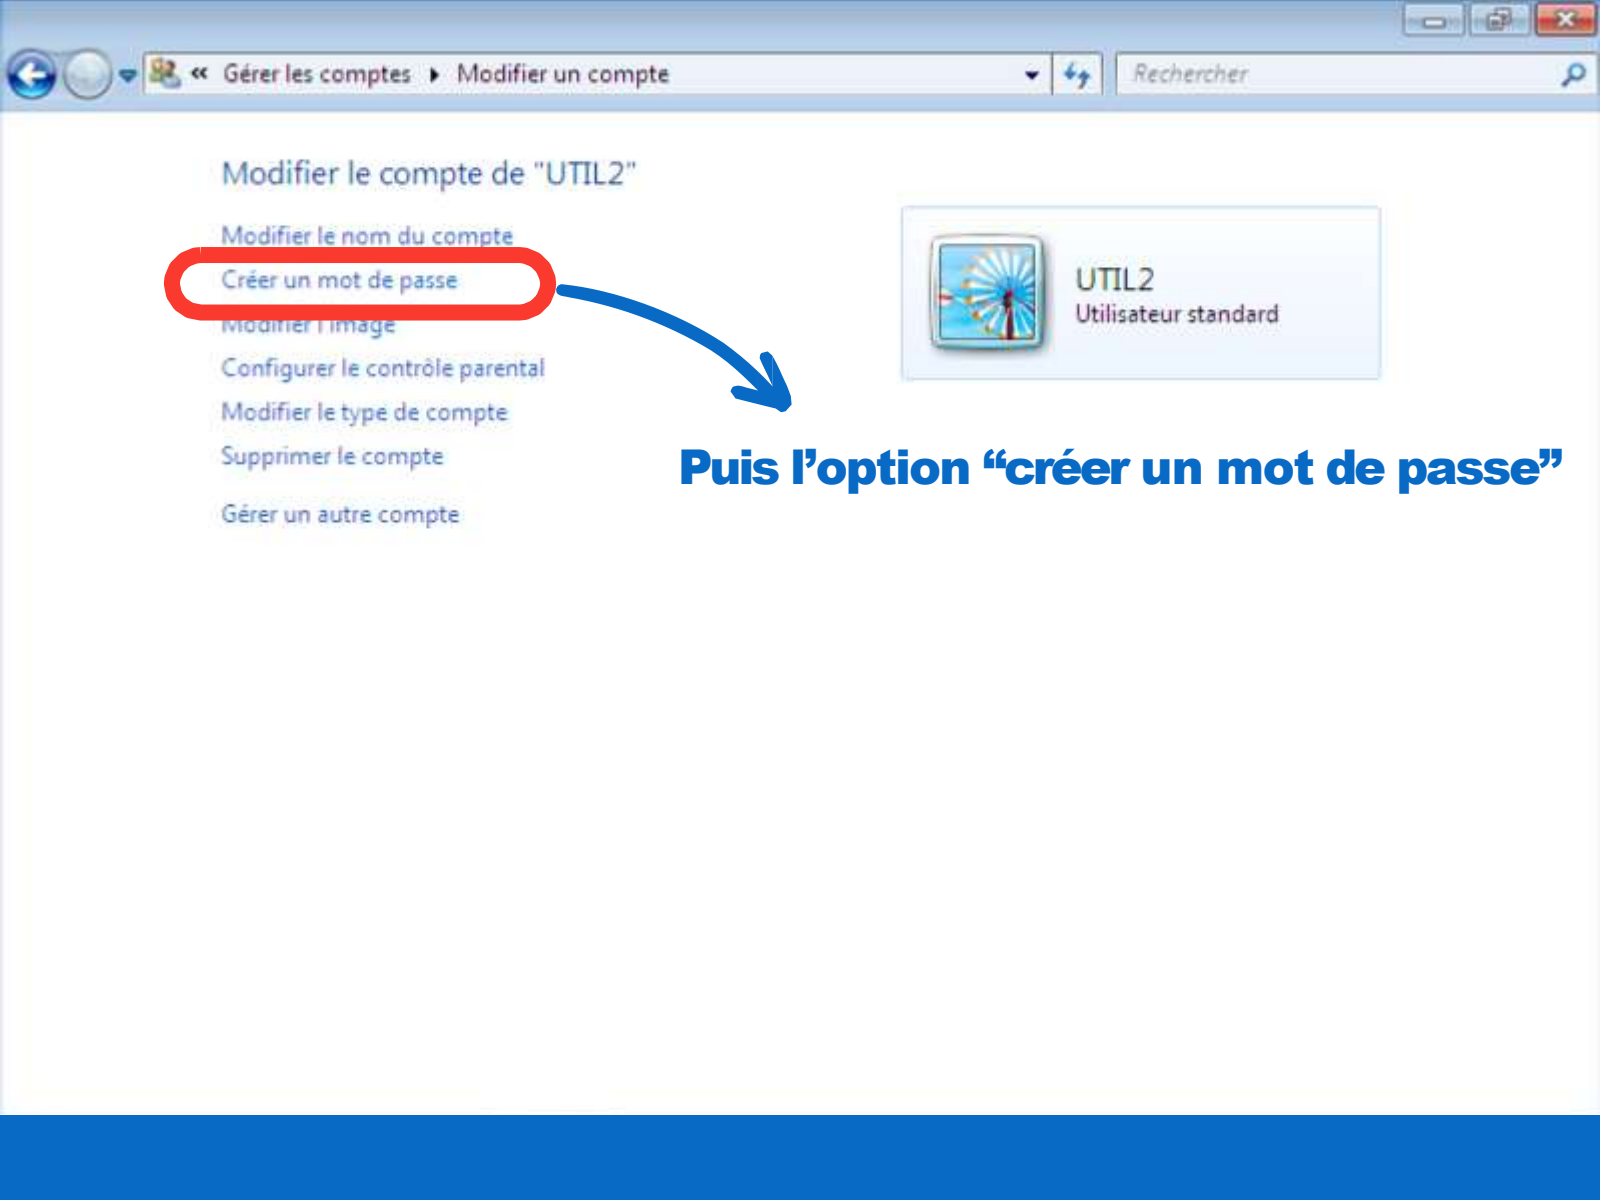 « Gérer les comptes ▸ Modifier un compte
Rechercher
Modifier le compte de "UTIL2"
Modifier le nom du compte
Créer un mot de passe
Modifier l'image
Configurer le contrôle parental
Modifier le type de compte
Supprimer le compte
Gérer un autre compte
UTIL2
Utilisateur standard
Puis l’option “créer un mot de passe”